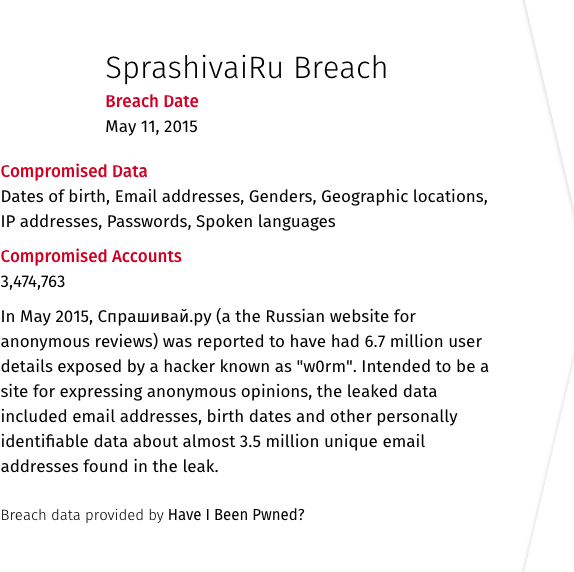 SprashivaiRu Breach
Breach Date
May 11, 2015
Compromised Data
Dates of birth, Email addresses, Genders, Geographic locations,
IP addresses, Passwords, Spoken languages
Compromised Accounts
3,474,763
In May 2015, Спрашивай.ру (a the Russian website for
anonymous reviews) was reported to have had 6.7 million user
details exposed by a hacker known as "w0rm". Intended to be a
site for expressing anonymous opinions, the leaked data
included email addresses, birth dates and other personally
identifiable data about almost 3.5 million unique email
addresses found in the leak.
Breach data provided by Have I Been Pwned?